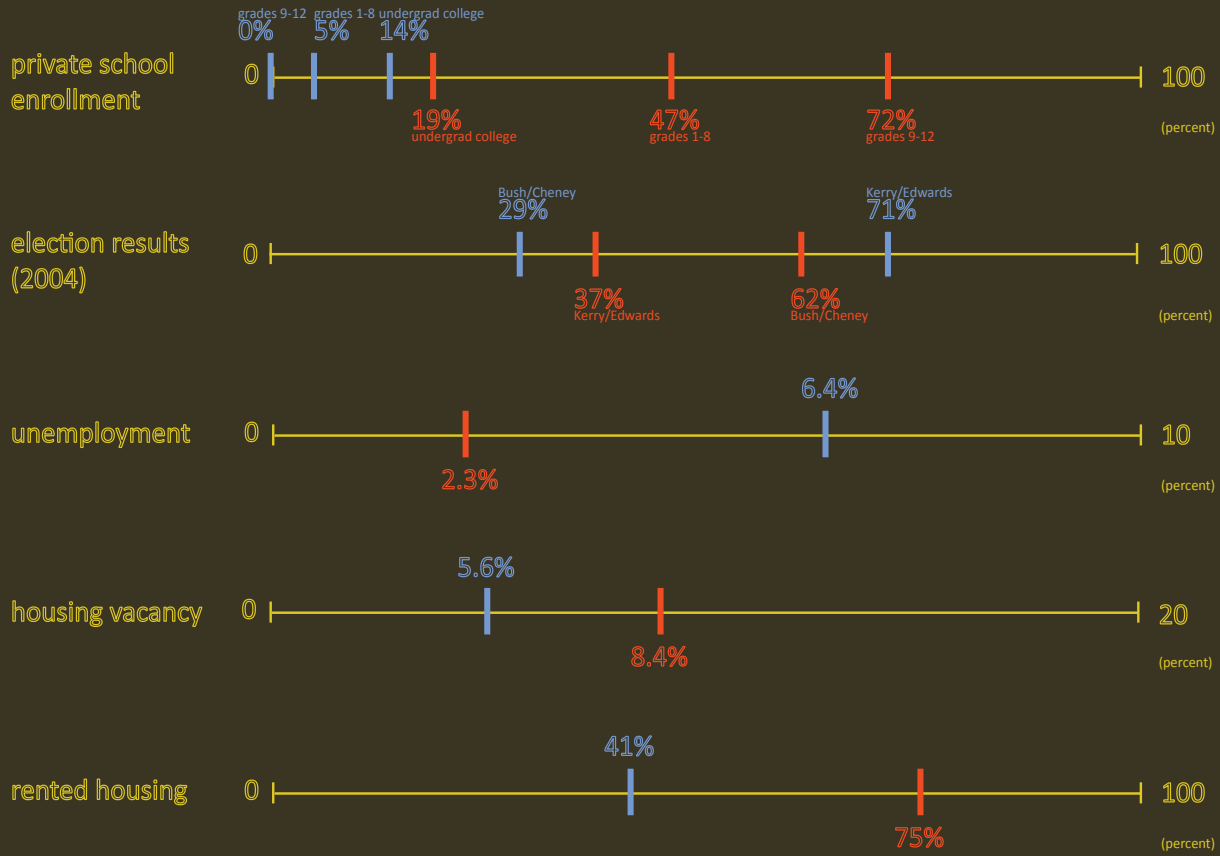 grades 9-12 grades 1-8 undergrad college
0% 5% 14%
private school
enrollment
0 100
19% 47% 72%
undergrad college grades 1-8 grades 9-12
(percent)
Bush/Cheney Kerry/Edwards
29% 71%
election results
(2004)
0 100
37% 62%
Kerry/Edwards Bush/Cheney
(percent)
6.4%
unemployment 0 10
2.3%
(percent)
5.6%
housing vacancy 0 20
8.4%
(percent)
41%
rented housing 0 100
75%
(percent)